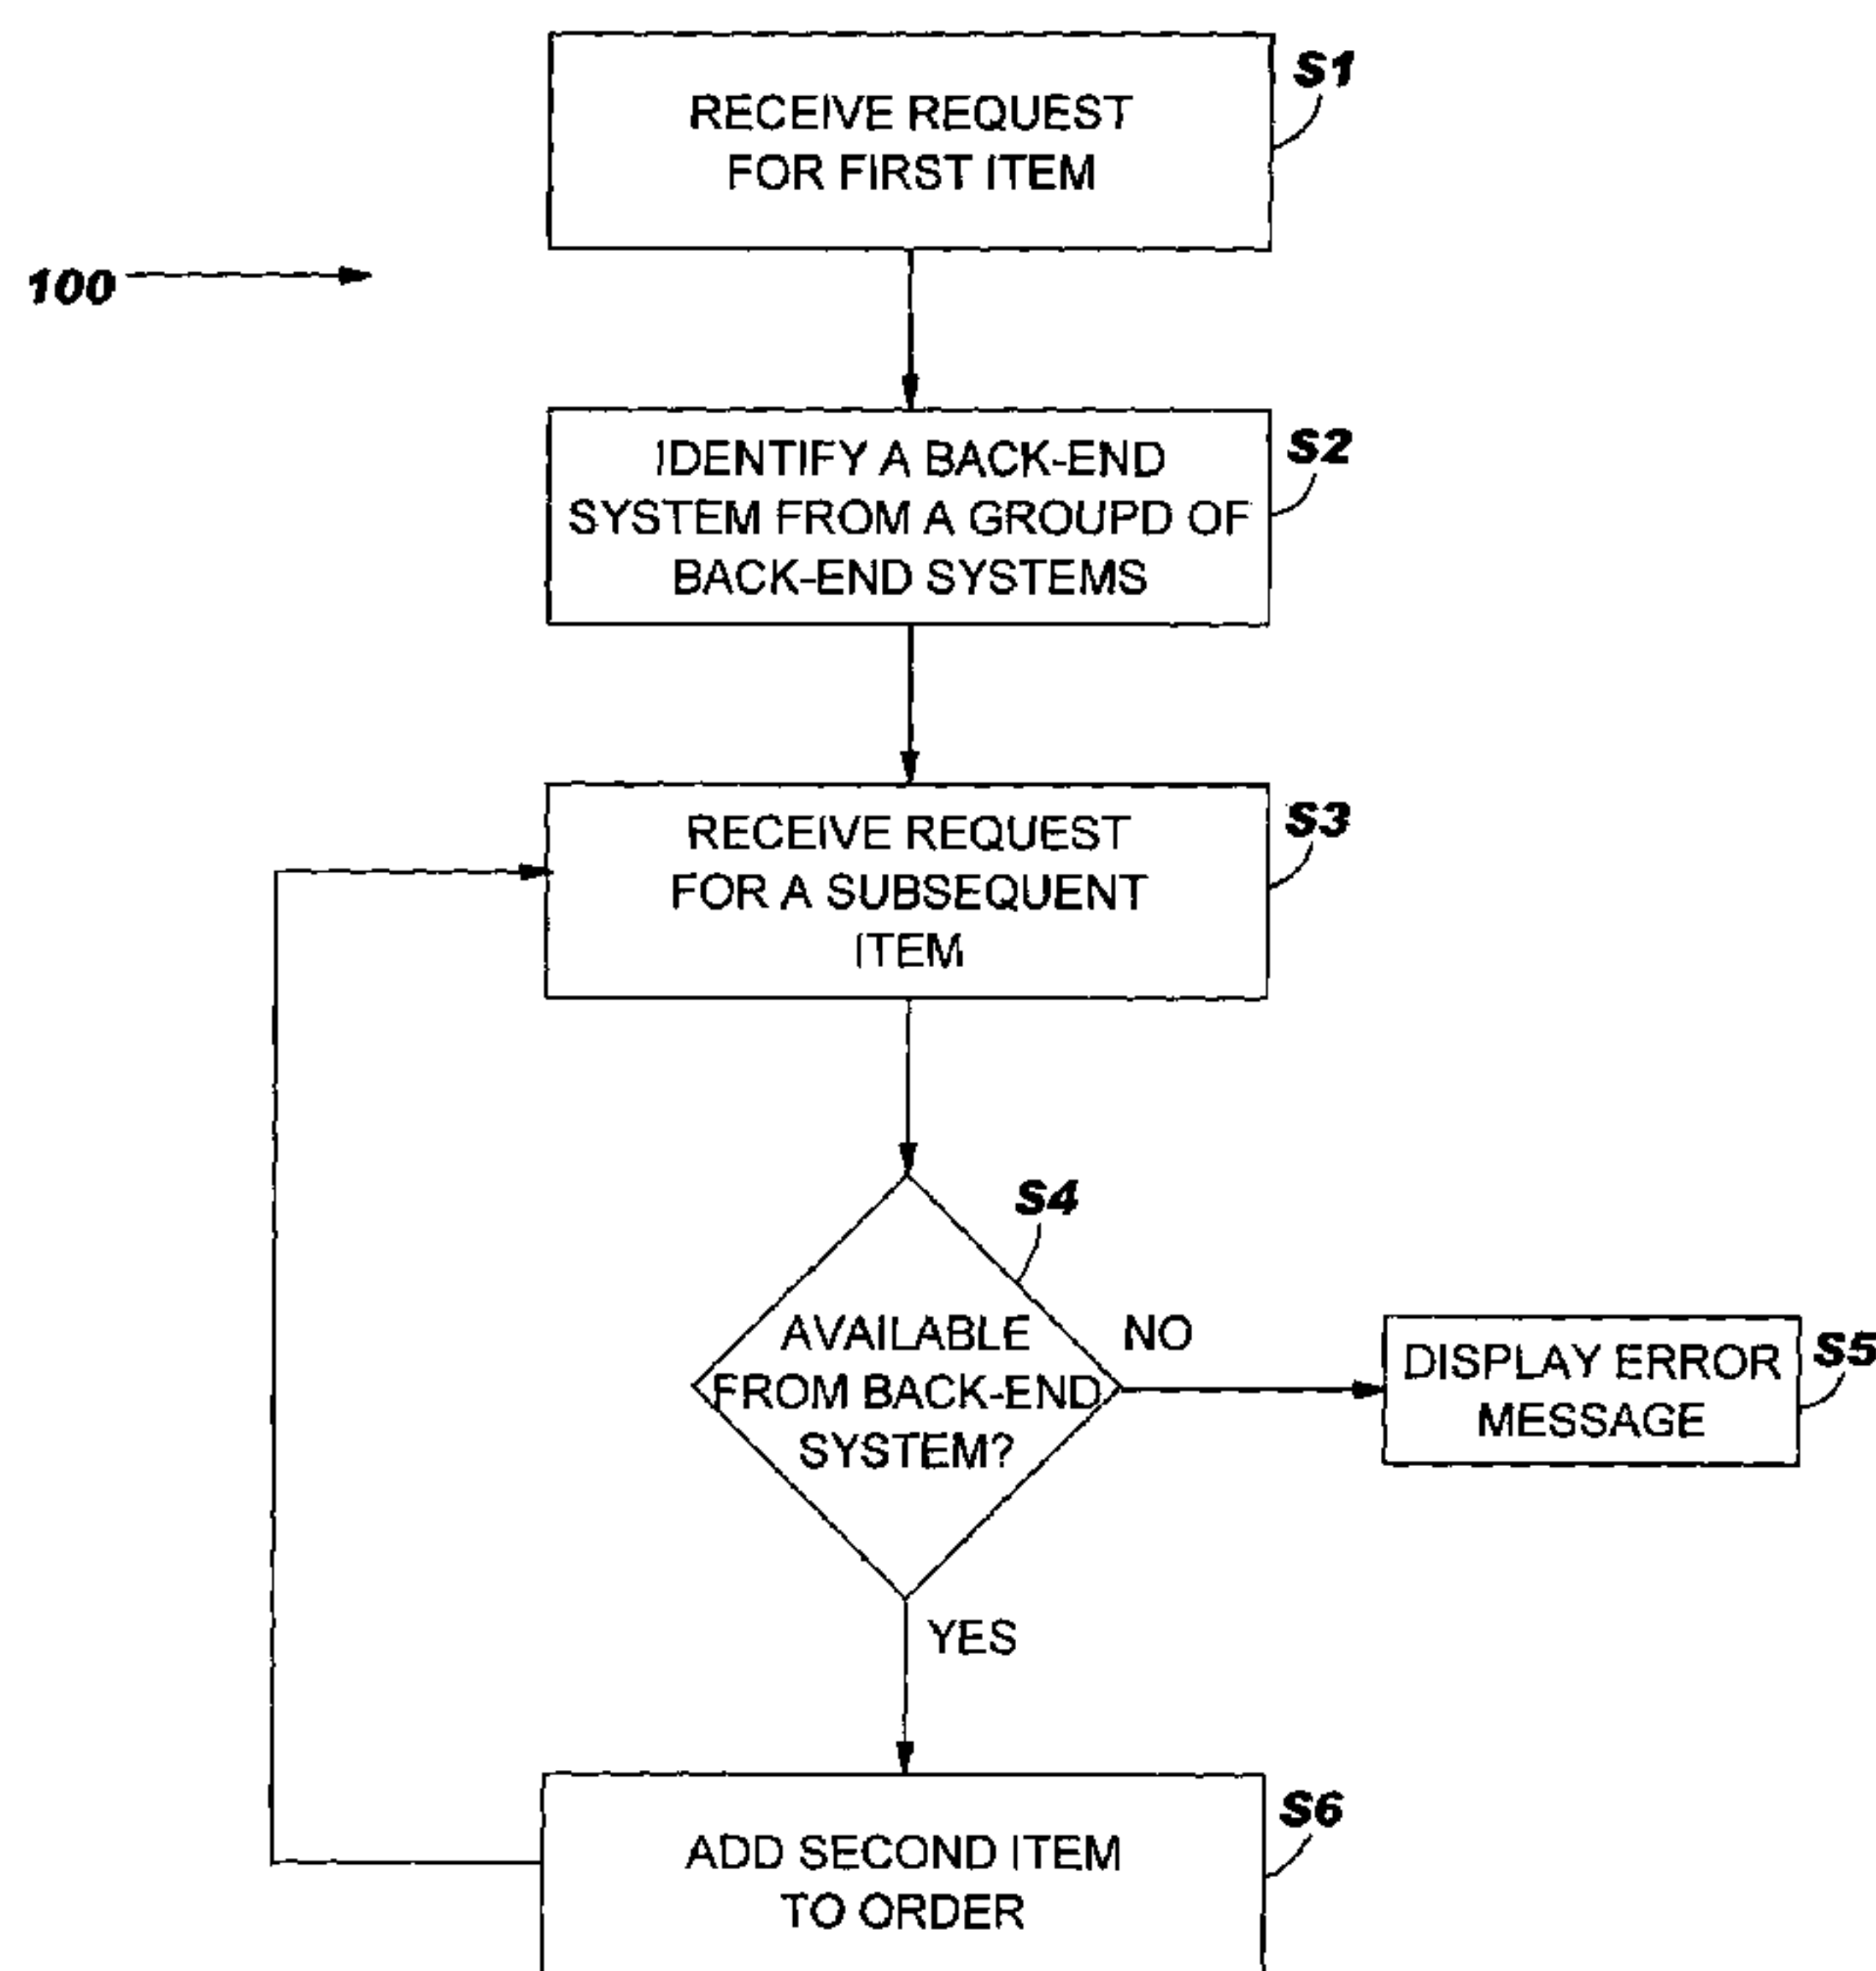 RECEIVE REQUEST
FOR FIRST ITEM
S1
100
IDENTIFY A BACK-END
SYSTEM FROM A GROUPD OF
BACK-END SYSTEMS
S2
RECEIVE REQUEST
FOR A SUBSEQUENT
ITEM
S3
S4
AVAILABLE
FROM BACK-END
SYSTEM?
NO
DISPLAY ERROR
MESSAGE
S5
YES
ADD SECOND ITEM
TO ORDER
S6